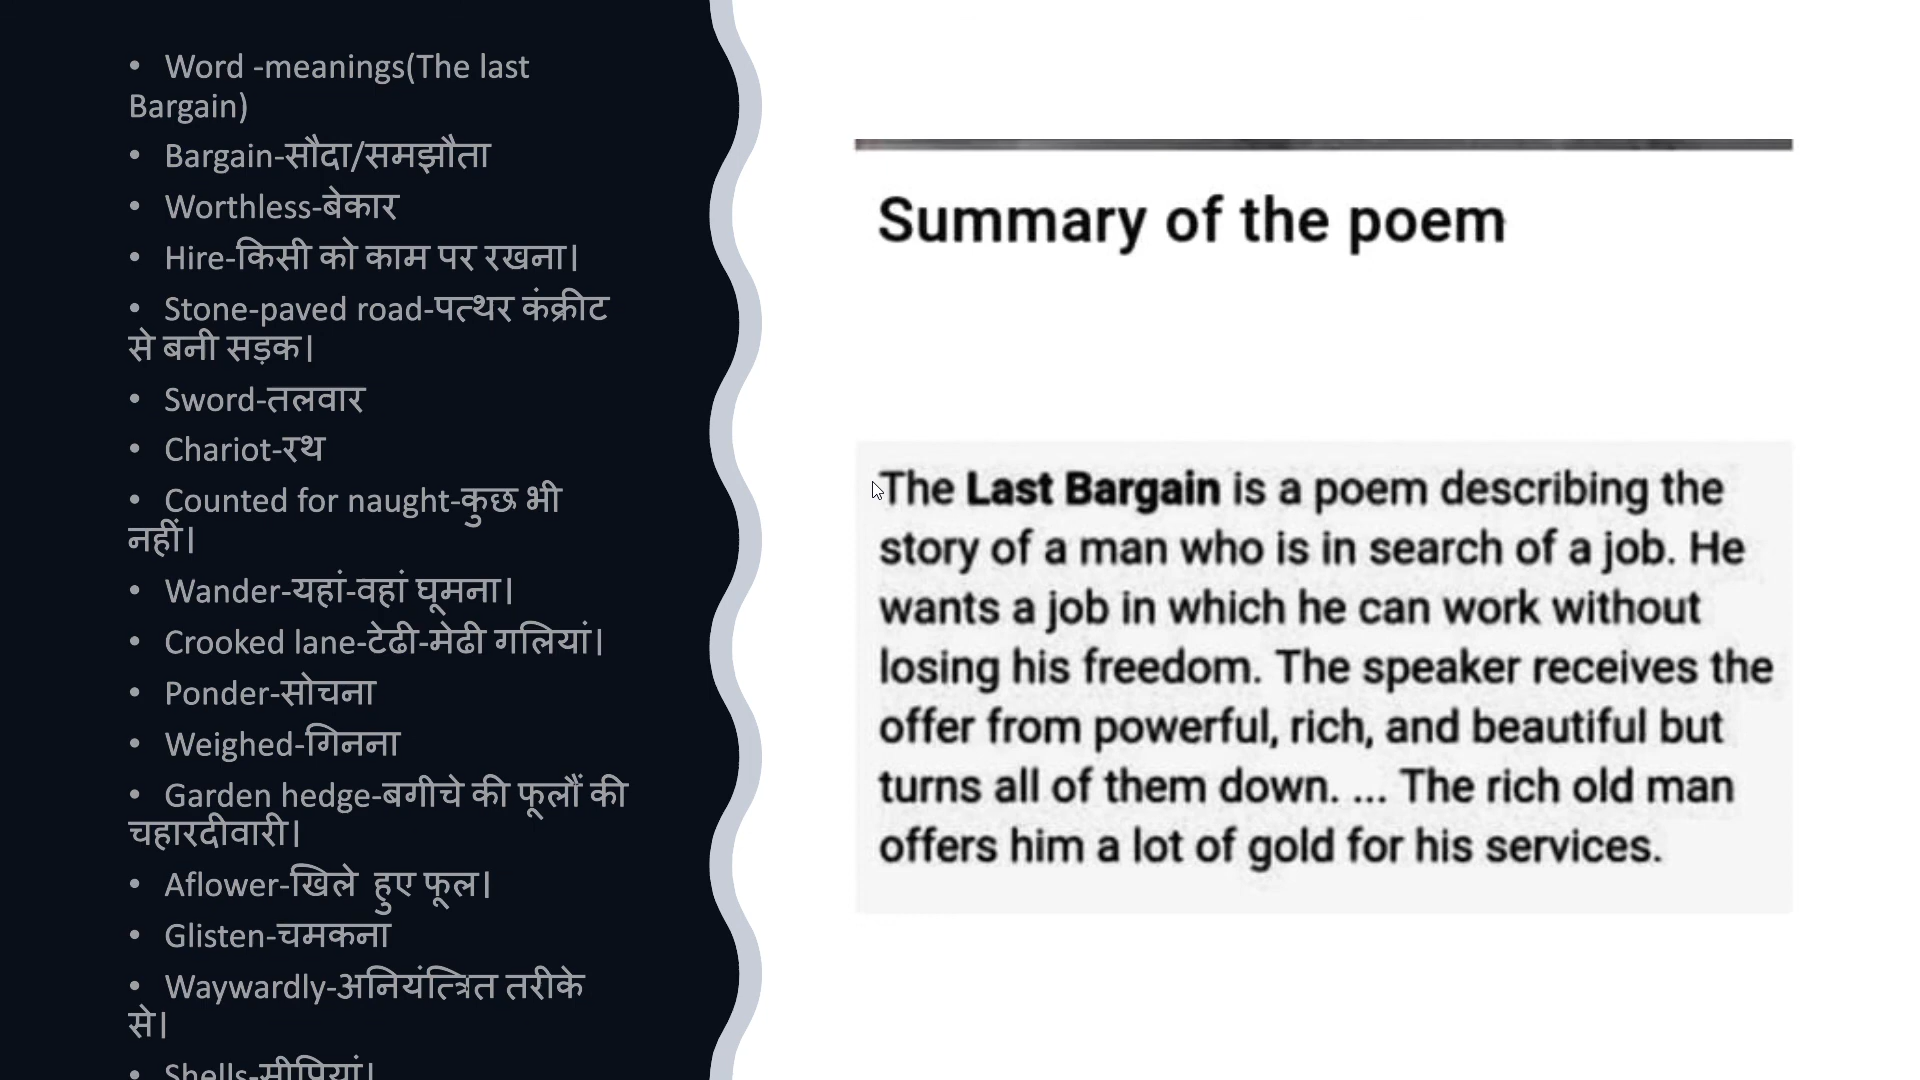 • Word -meanings(The last
Bargain)
• Bargain-सौदा/समझौता
• Worthless-बेकार
• Hire-किसी को काम पर रखना।
• Stone-paved road-पत्थर कंक्रीट
से बनी सड़क।
• Sword-तलवार
• Chariot-रथ
• Counted for naught-कुछ भी
नहीं।
• Wander-यहां-वहां घूमना।
• Crooked lane-टेढी-मेढी गलियां।
• Ponder-सोचना
• Weighed-गिनना
• Garden hedge-बगीचे की फूलौं की
चहारदीवारी।
• Aflower-खिले हुए फूल।
• Glisten-चमकना
• Waywardly-अनियंत्त्रित तरीके
से।
• Shells-सीपियां।
Summary of the poem
The Last Bargain is a poem describing the
story of a man who is in search of a job. He
wants a job in which he can work without
losing his freedom. The speaker receives the
offer from powerful, rich, and beautiful but
turns all of them down. ... The rich old man
offers him a lot of gold for his services.